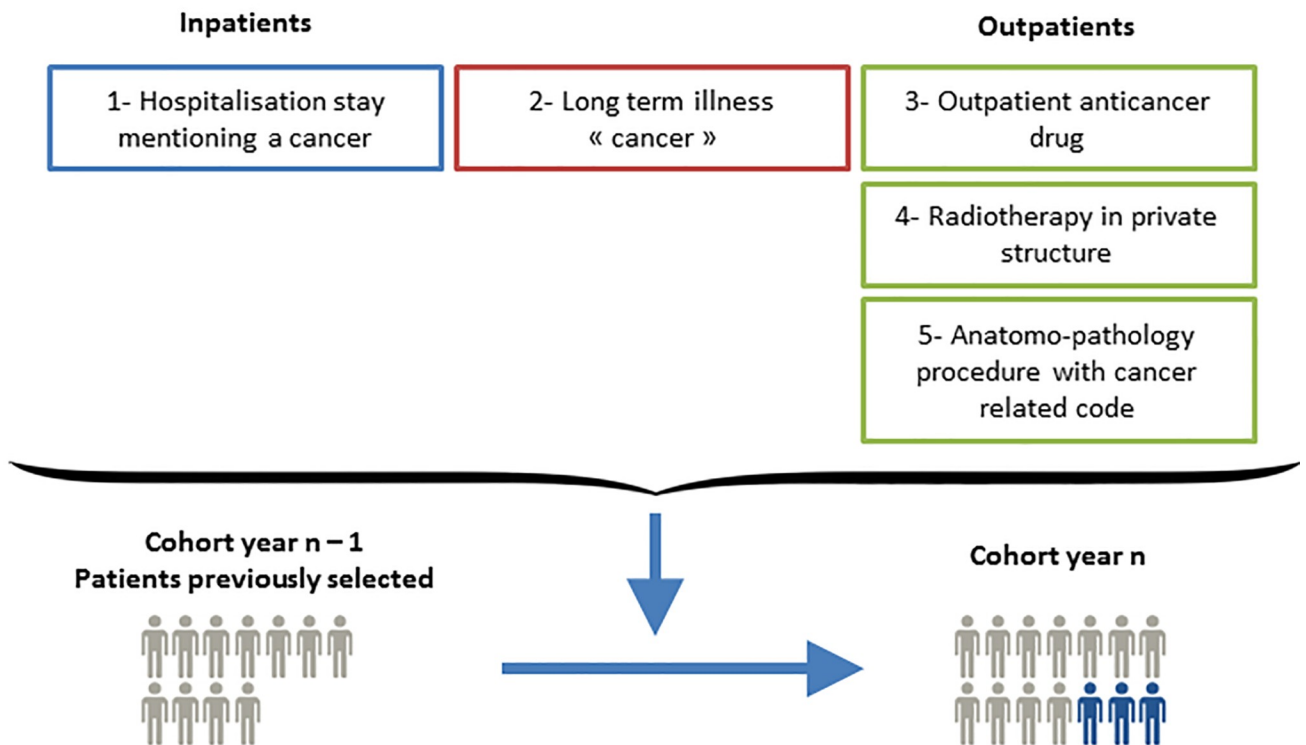 Inpatients
Outpatients
1- Hospitalisation stay
mentioning a cancer
2- Long term illness
« cancer »
3- Outpatient anticancer
drug
4- Radiotherapy in private
structure
5- Anatomo-pathology
procedure with cancer
related code
Cohort year n – 1
Patients previously selected
Cohort year n